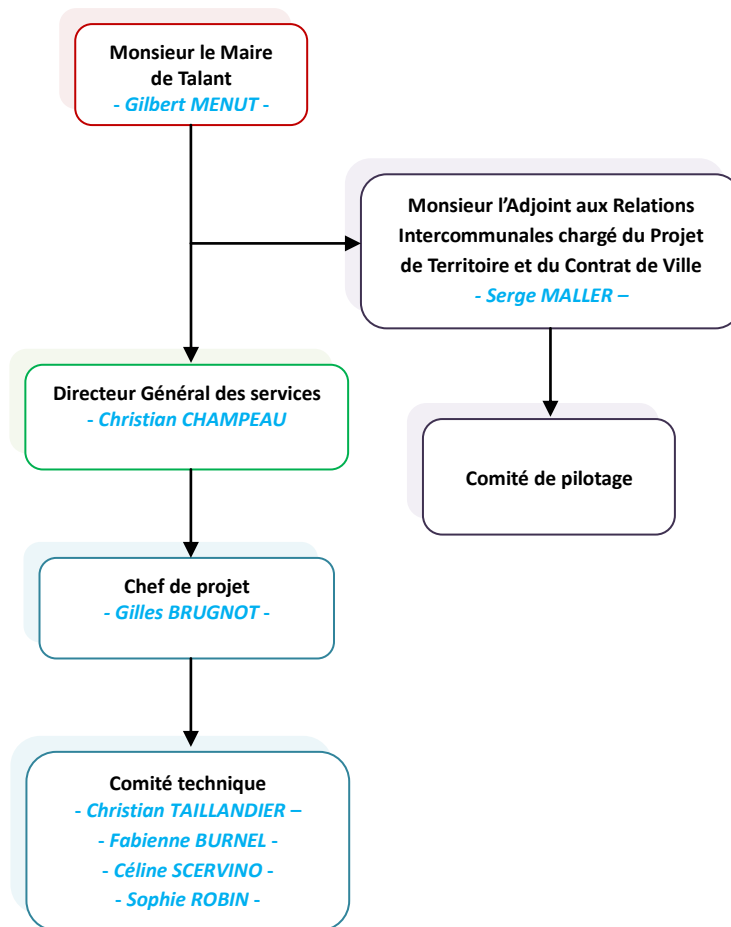 Monsieur le Maire
de Talant
- Gilbert MENUT -
Monsieur l’Adjoint aux Relations
Intercommunales chargé du Projet
de Territoire et du Contrat de Ville
- Serge MALLER –
Directeur Général des services
- Christian CHAMPEAU
Comité de pilotage
Chef de projet
- Gilles BRUGNOT -
Comité technique
- Christian TAILLANDIER –
- Fabienne BURNEL -
- Céline SCERVINO -
- Sophie ROBIN -